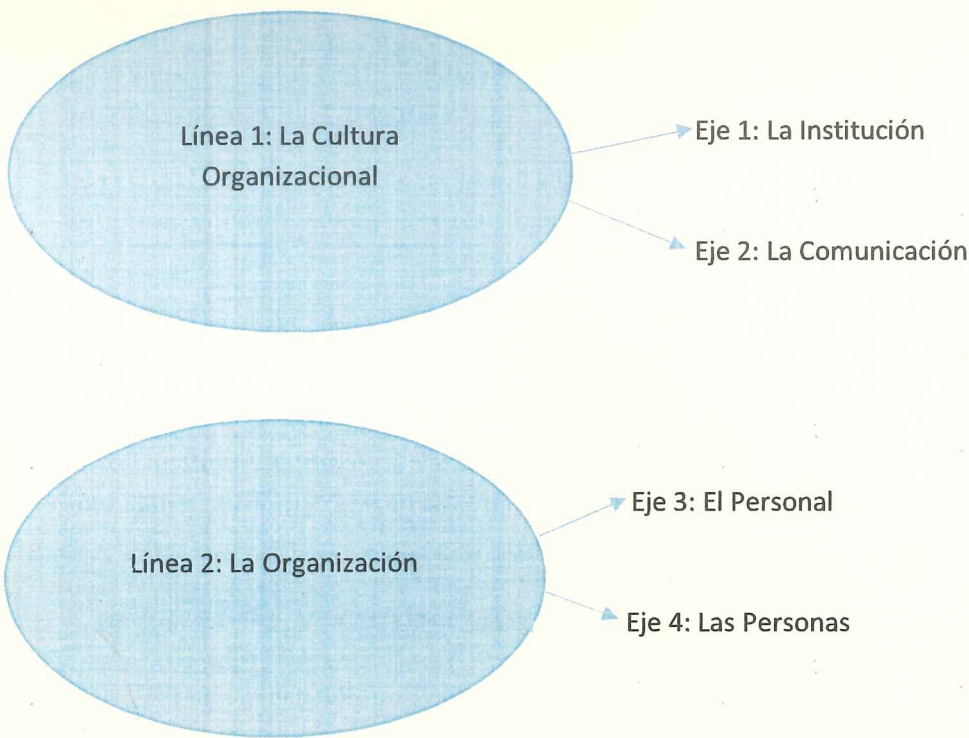 Línea 1: La Cultura
Organizacional
Eje 1: La Institución
Eje 2: La Comunicación
Línea 2: La Organización
Eje 3: El Personal
Eje 4: Las Personas